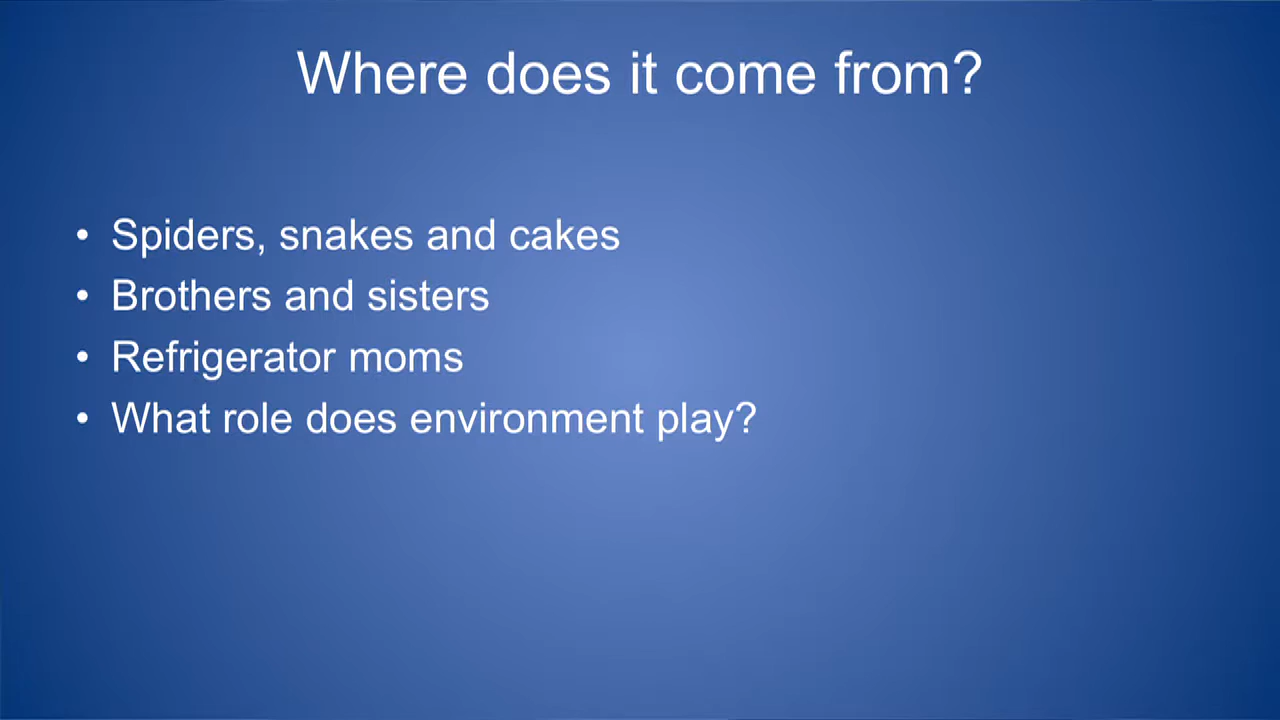 Where does it come from?
• Spiders, snakes and cakes
• Brothers and sisters
• Refrigerator moms
• What role does environment play?